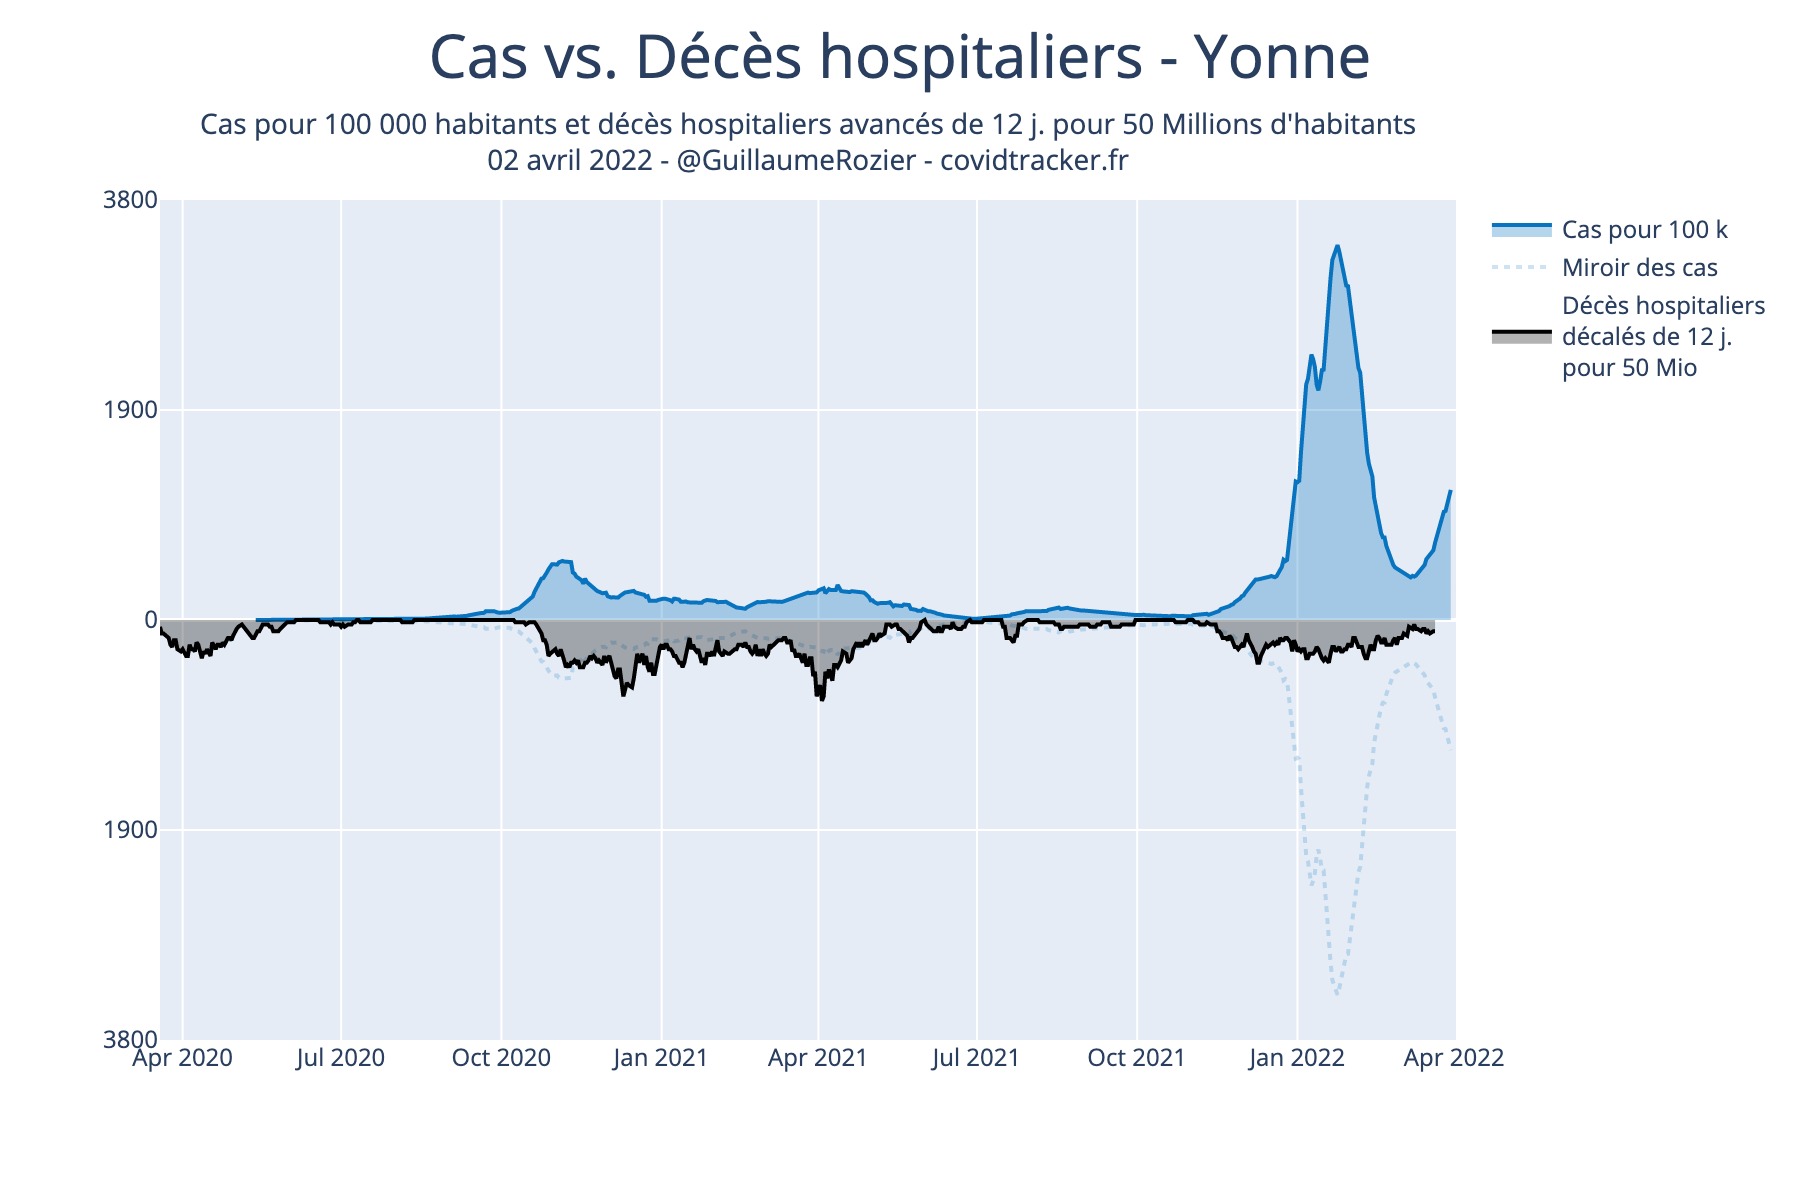 Cas vs. Décès hospitaliers - Yonne
Cas pour 100 000 habitants et décès hospitaliers avancés de 12 j. pour 50 Millions d'habitants
02 avril 2022 - @GuillaumeRozier - covidtracker.fr
3800
1900
0
1900
3800
Apr 2020
Jul 2020
Oct 2020
Jan 2021
Apr 2021
Jul 2021
Oct 2021
Jan 2022
Apr 2022
Cas pour 100 k
Miroir des cas
Décès hospitaliers
décalés de 12 j.
pour 50 Mio